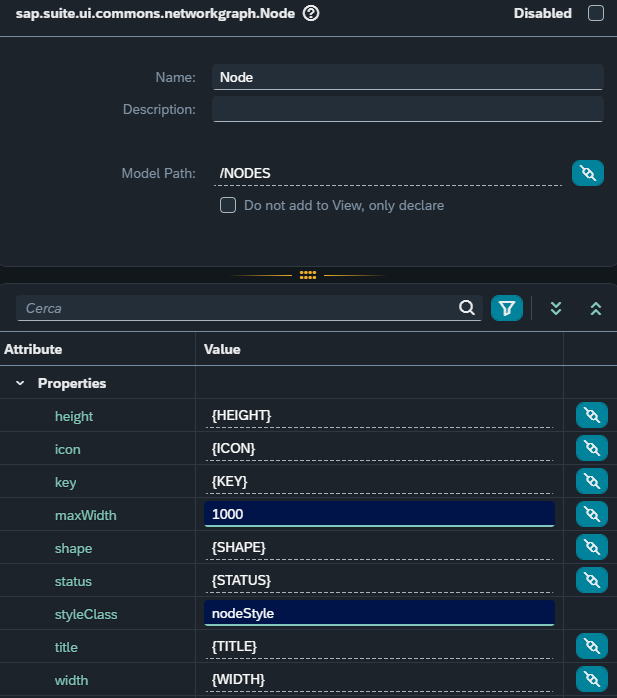 sap.suite.ui.commons.networkgraph.Node
Disabled
Name: Node
Description:
Model Path: /NODES
Do not add to View, only declare
Cerca
Attribute Value
Properties
height {HEIGHT}
icon {ICON}
key {KEY}
maxWidth 1000
shape {SHAPE}
status {STATUS}
styleClass nodeStyle
title {TITLE}
width {WIDTH}